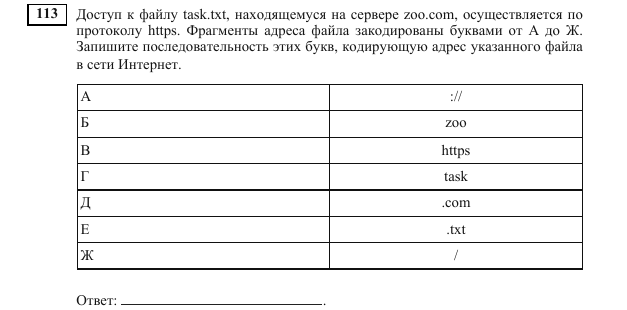 113 Доступ к файлу task.txt, находящемуся на сервере zoo.com, осуществляется по
протоколу https. Фрагменты адреса файла закодированы буквами от А до Ж.
Запишите последовательность этих букв, кодирующую адрес указанного файла
в сети Интернет.
А ://
Б zoo
В https
Г task
Д .com
Е .txt
Ж /
Ответ: ______________________.